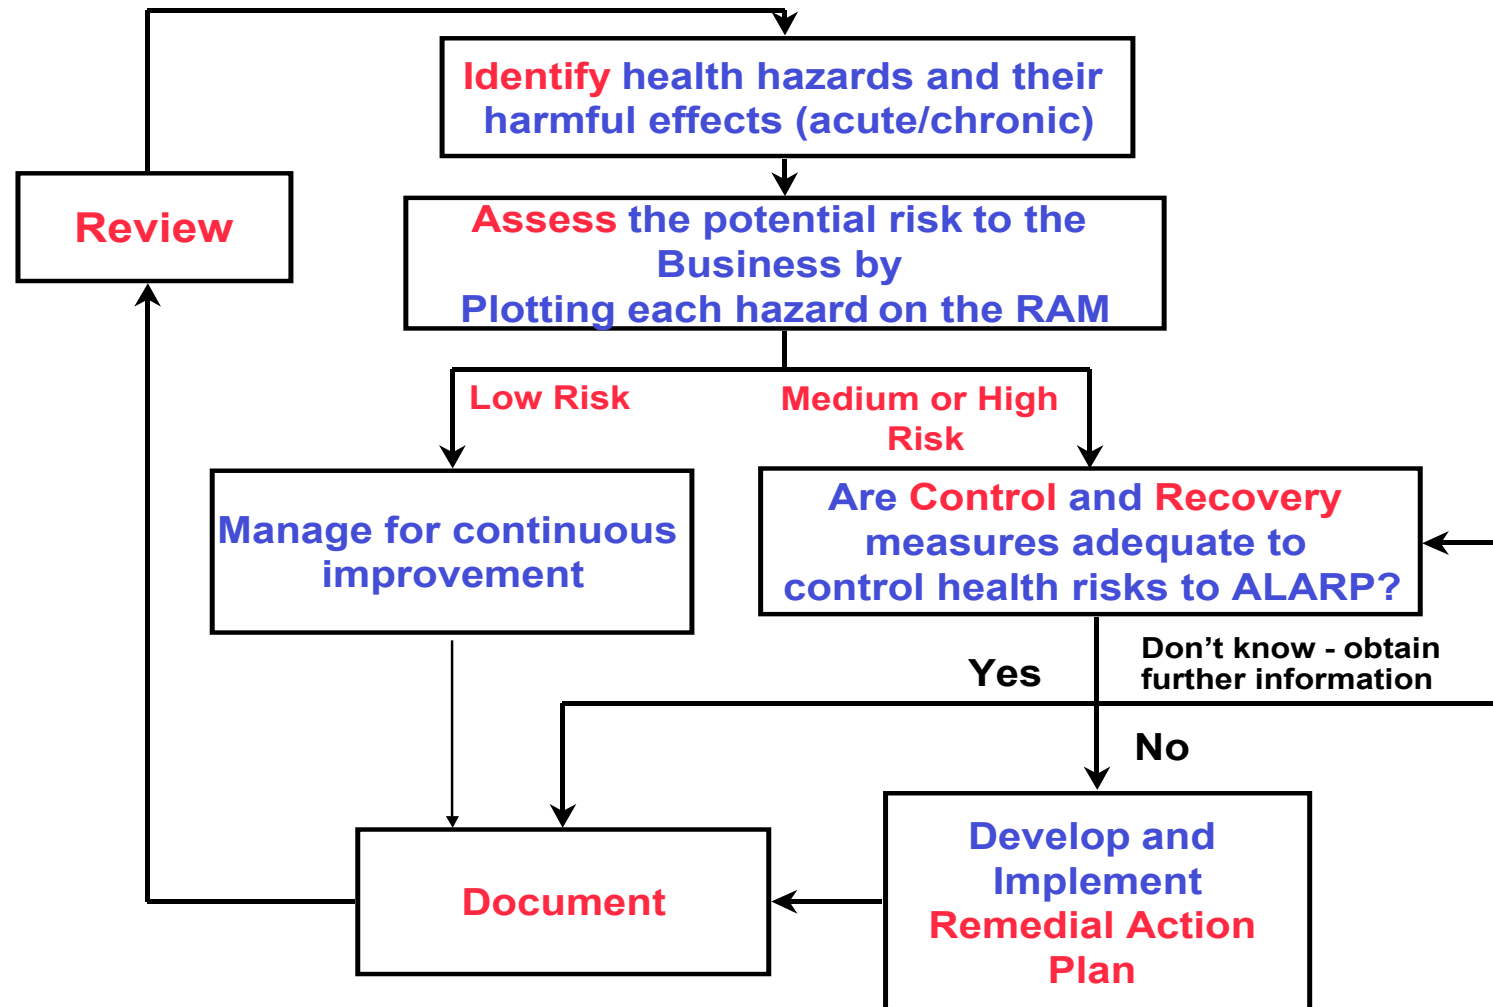 Identify health hazards and their
harmful effects (acute/chronic)
Review
Assess the potential risk to the
Business by
Plotting each hazard on the RAM
Low Risk
Medium or High
Risk
Manage for continuous
improvement
Are Control and Recovery
measures adequate to
control health risks to ALARP?
Yes
Don’t know - obtain
further information
No
Document
Develop and
Implement
Remedial Action
Plan